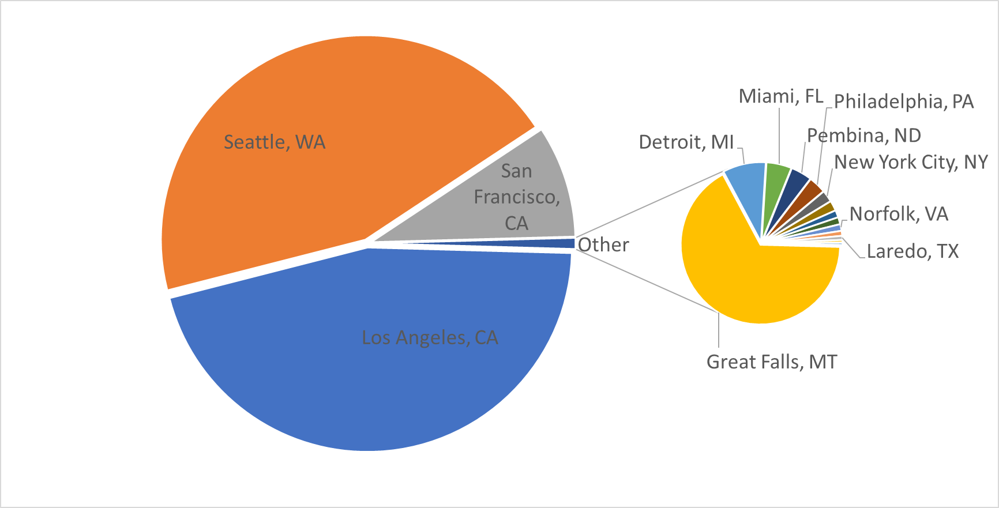 Miami, FL
Philadelphia, PA
Detroit, MI
Pembina, ND
Seattle, WA
New York City, NY
San
Francisco,
CA
Norfolk, VA
Other
Laredo, TX
Los Angeles, CA
Great Falls, MT